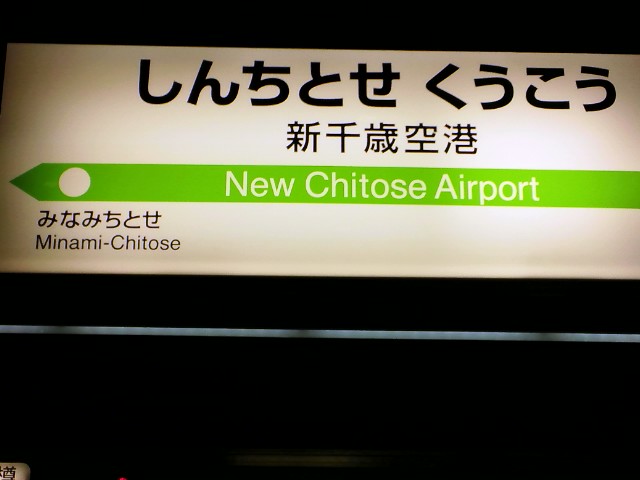 しんちとせ くうこう
新千歳空港
New Chitose Airport
みなみちとせ
Minami-Chitose
樽